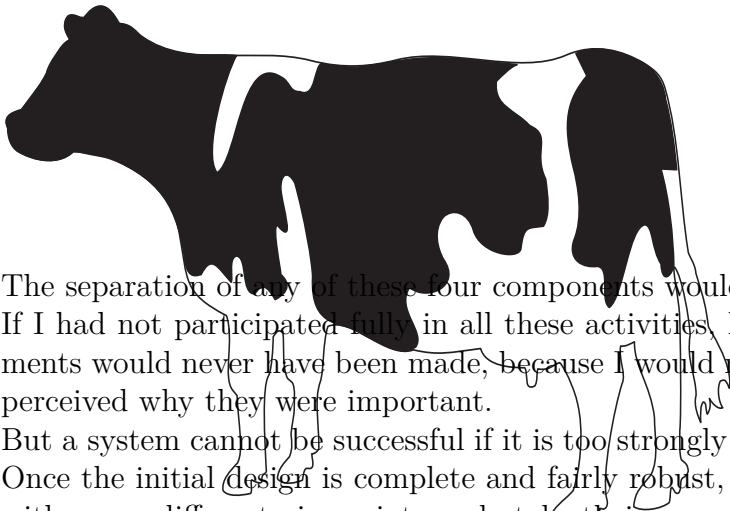 The separation of any of these four components would
If I had not participated fully in all these activities,
ments would never have been made, because I would
perceived why they were important.
But a system cannot be successful if it is too strongly
Once the initial design is complete and fairly robust,